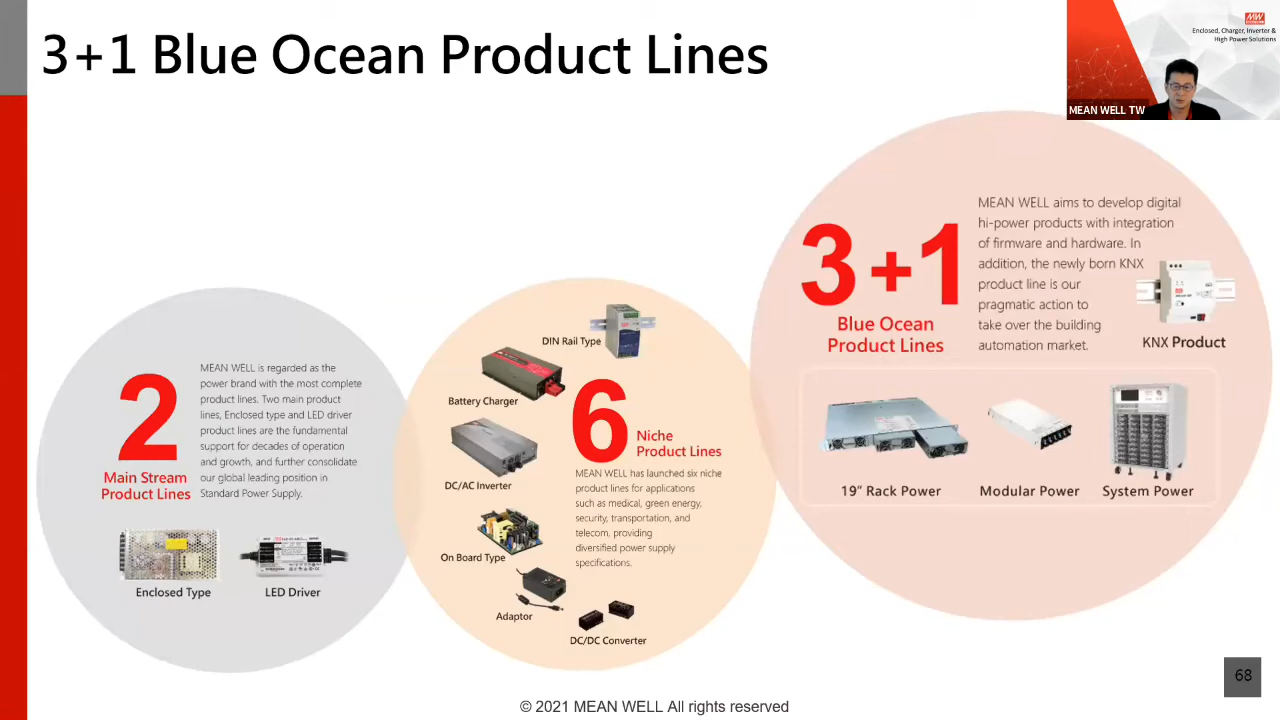 3+1 Blue Ocean Product Lines
MW
Enclosed, Charger, Inverter &
High Power Solutions
MEAN WELL TW
2
Main Stream
Product Lines
MEAN WELL is regarded as the
power brand with the most complete
product lines. Two main product
lines, Enclosed type and LED driver
product lines are the fundamental
support for decades of operation
and growth, and further consolidate
our global leading position in
Standard Power Supply.
Enclosed Type
LED Driver
DIN Rail Type
Battery Charger
DC/AC Inverter
On Board Type
Adaptor
DC/DC Converter
6
Niche
Product Lines
MEAN WELL has launched six niche
product lines for applications
such as medical, green energy,
security, transportation, and
telecom, providing
diversified power supply
specifications.
3+1
Blue Ocean
Product Lines
MEAN WELL aims to develop digital
hi-power products with integration
of firmware and hardware. In
addition, the newly born KNX
product line is our
pragmatic action to
take over the building
automation market.
KNX Product
19" Rack Power
Modular Power
System Power
68
© 2021 MEAN WELL All rights reserved